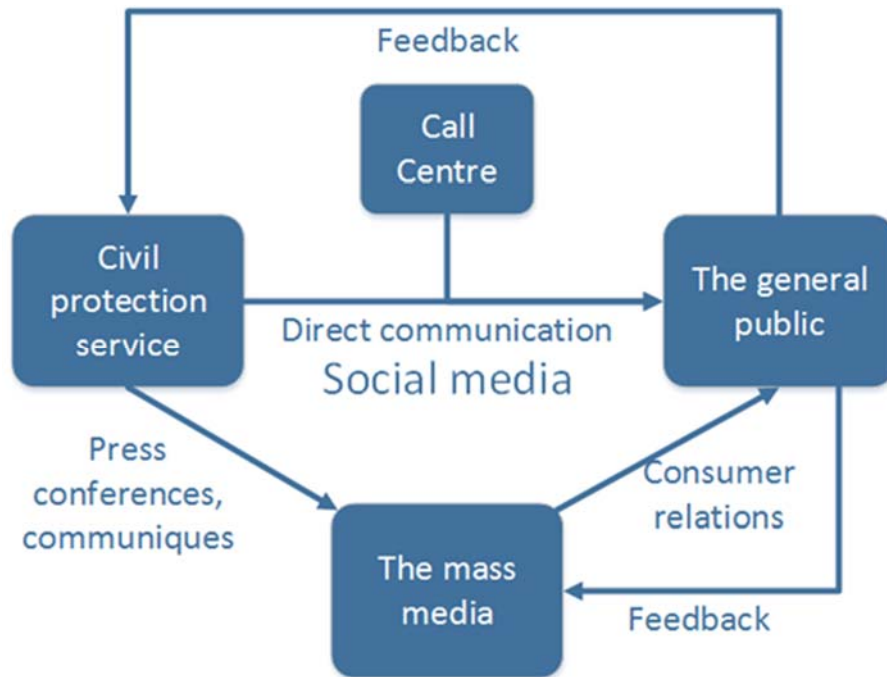 Feedback
Call
Centre
Civil
protection
service
The general
public
Direct communication
Social media
Press
conferences,
communiques
Consumer
relations
The mass
media
Feedback